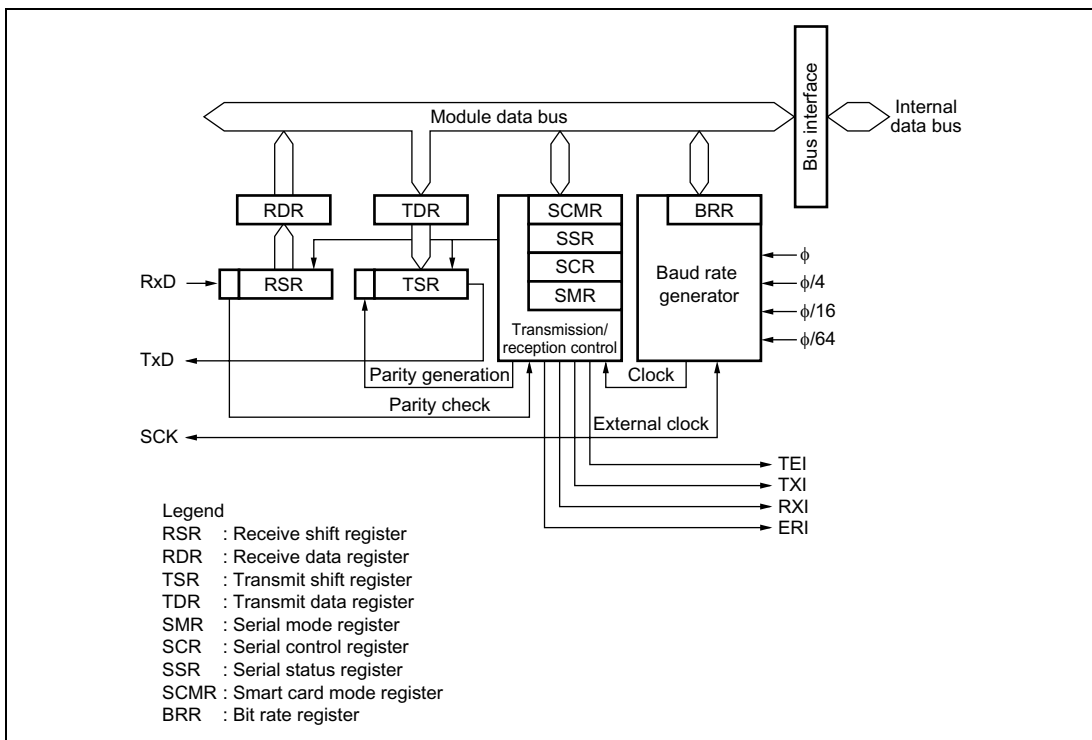 Module data bus
Bus interface
Internal
data bus
RDR
TDR
SCMR
SSR
SCR
SMR
BRR
RxD
RSR
TSR
Baud rate
generator
ϕ
ϕ/4
ϕ/16
ϕ/64
Transmission/
reception control
TxD
Parity generation
Clock
Parity check
External clock
SCK
TEI
TXI
RXI
ERI
Legend
RSR : Receive shift register
RDR : Receive data register
TSR : Transmit shift register
TDR : Transmit data register
SMR : Serial mode register
SCR : Serial control register
SSR : Serial status register
SCMR : Smart card mode register
BRR : Bit rate register